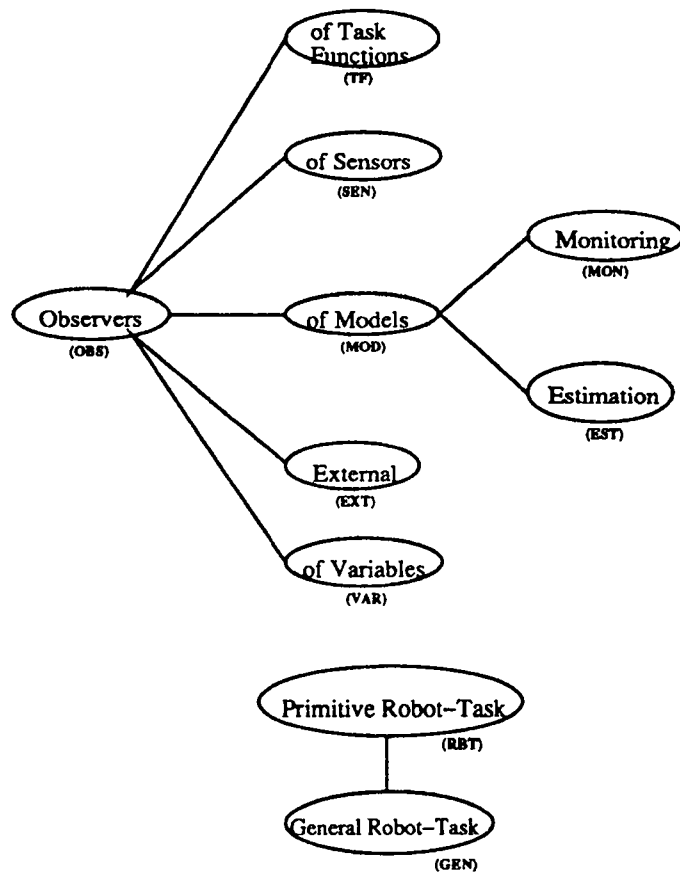 of Task
Functions
(TF)
of Sensors
(SEN)
Monitoring
(MON)
Observers
(OBS)
of Models
(MOD)
Estimation
(EST)
External
(EXT)
of Variables
(VAR)
Primitive Robot-Task
(RBT)
General Robot-Task
(GEN)